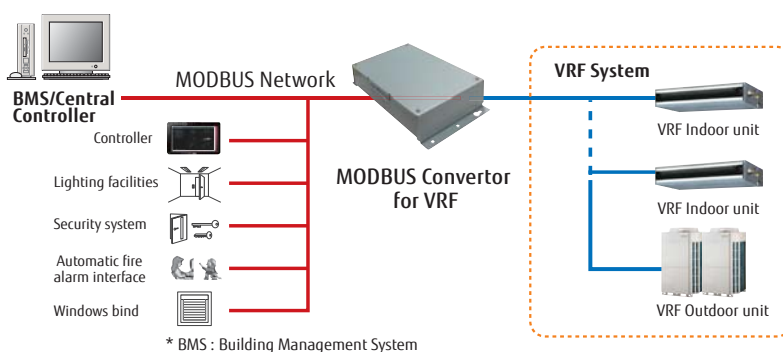 MODBUS Network
BMS/Central
Controller
Controller
Lighting facilities
Security system
Automatic fire
alarm interface
Windows bind
MODBUS Convertor
for VRF
VRF System
VRF Indoor unit
VRF Indoor unit
VRF Outdoor unit
* BMS : Building Management System